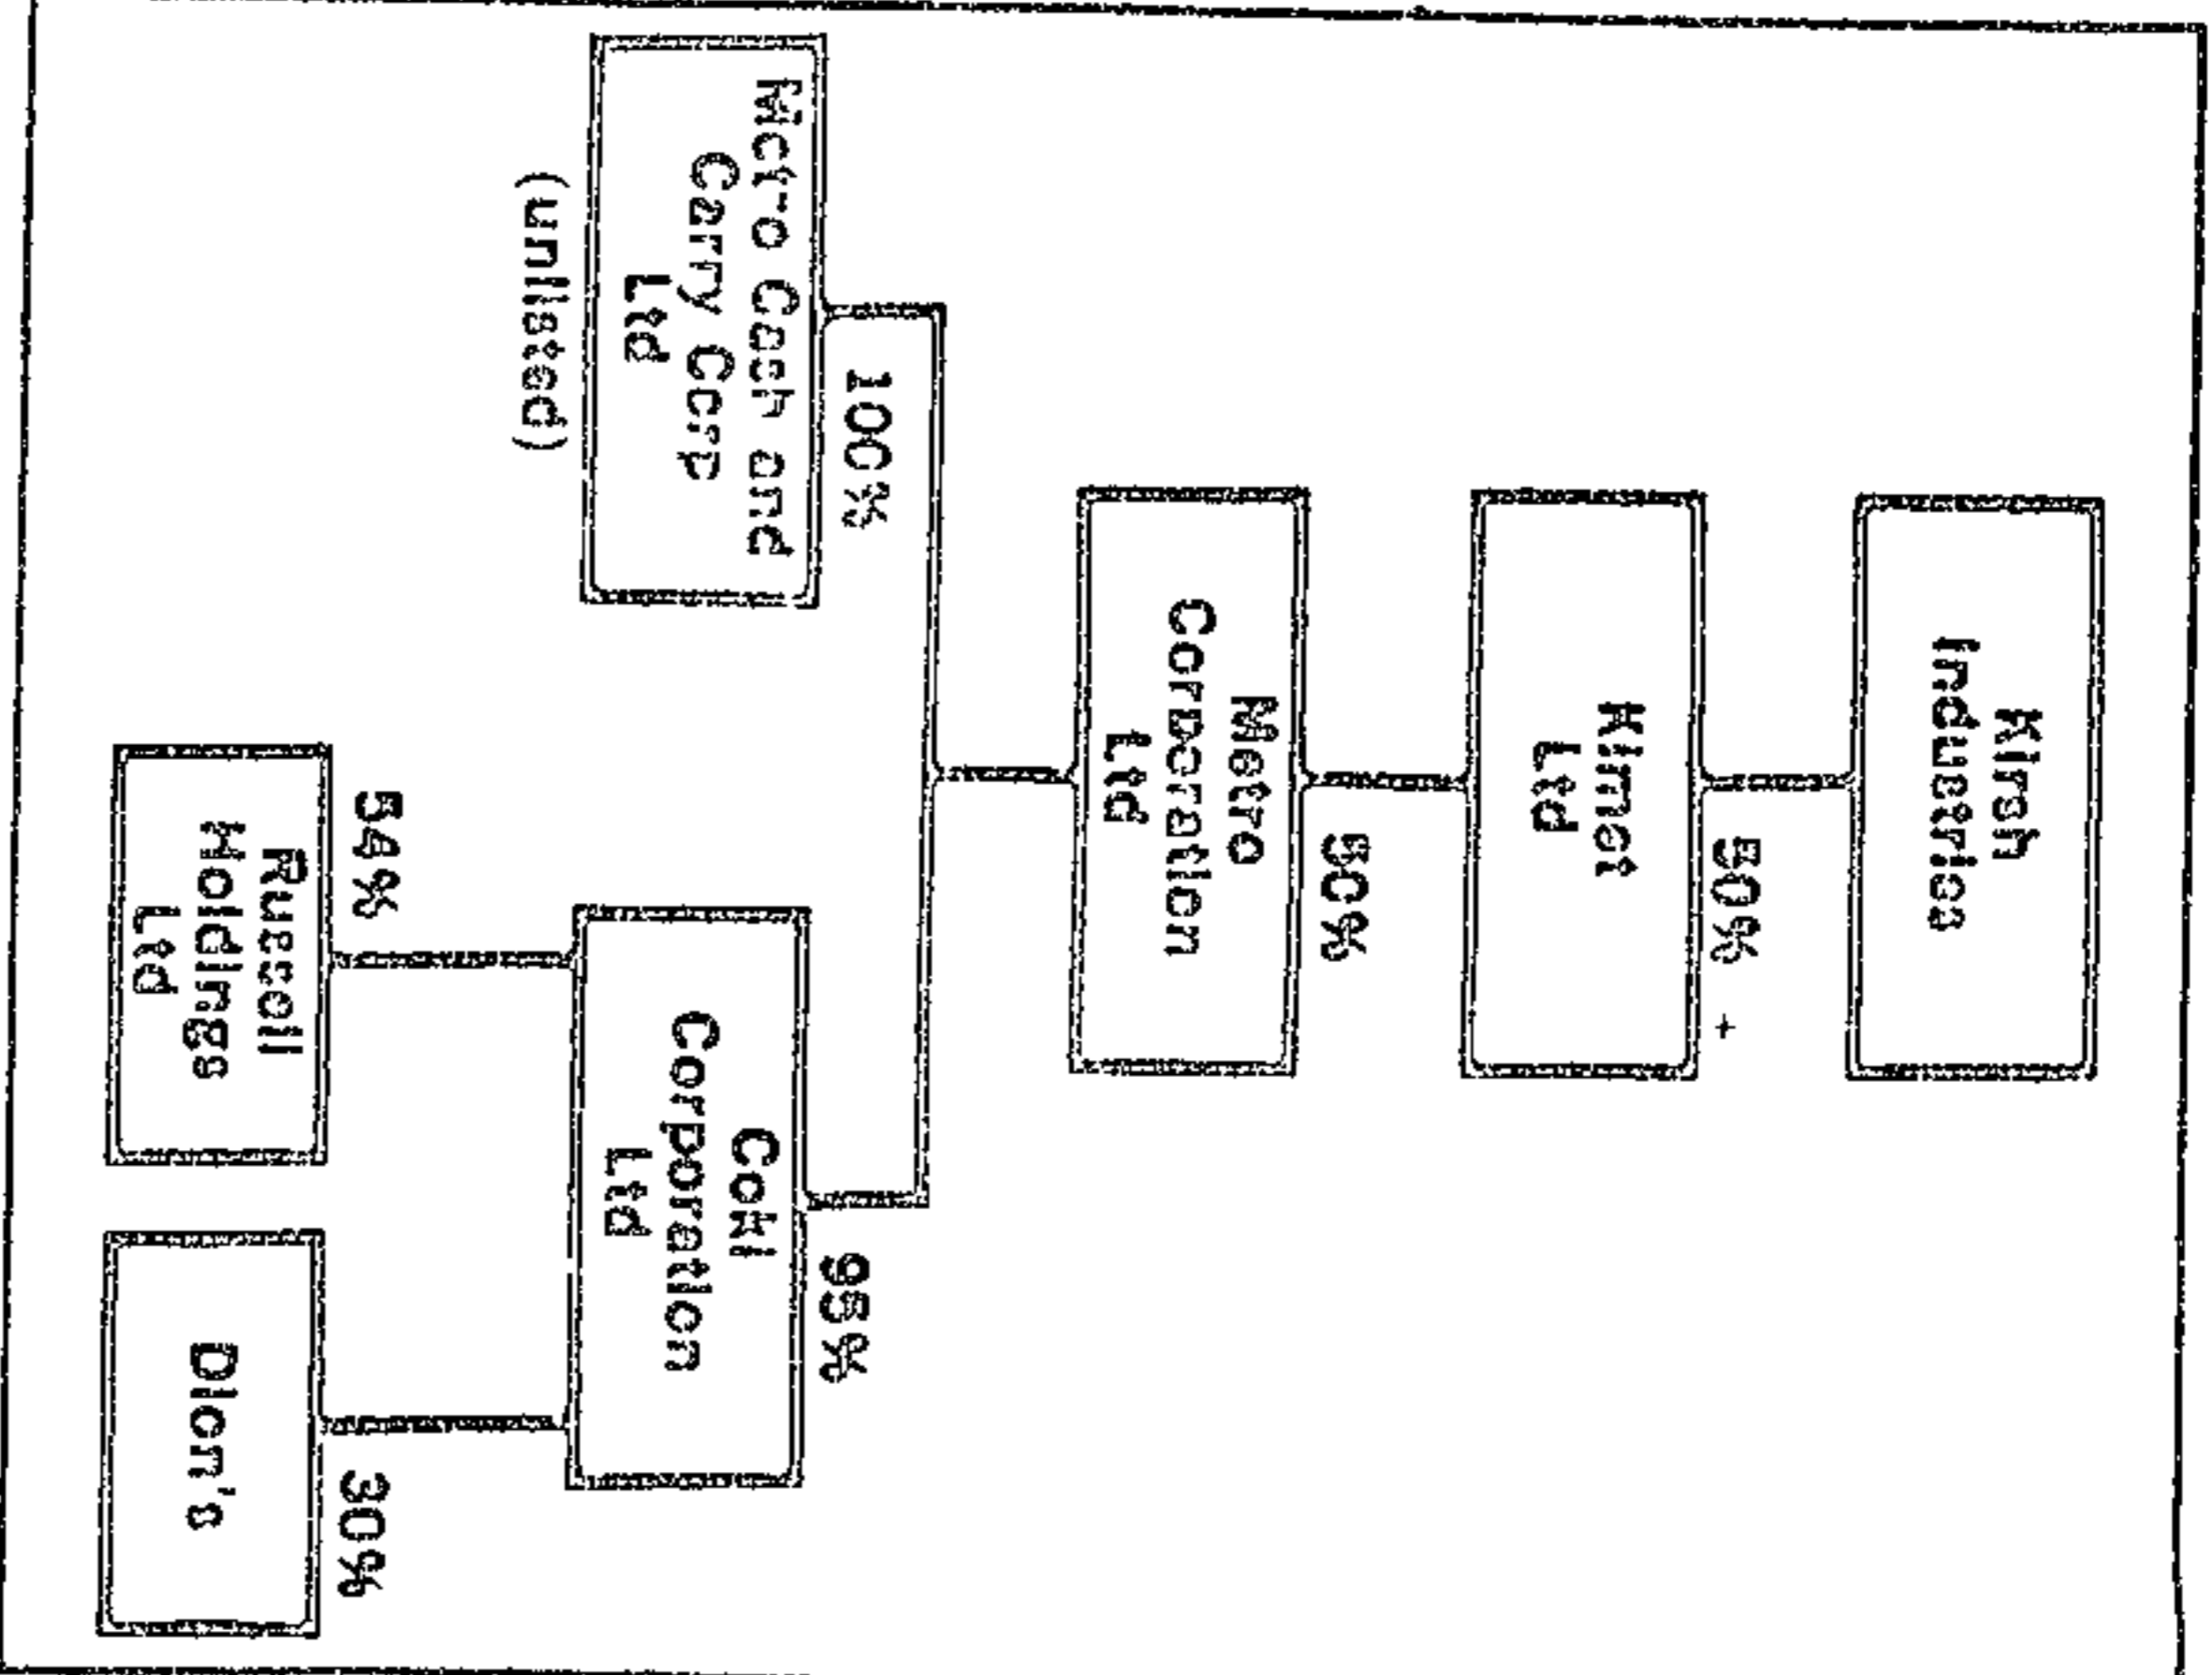 Kirsh
Industries
50% +
Kimet
Ltd
50%
Metro
Corporation
Ltd
100%
Metro Cash and
Carry Corp
Ltd
(unlisted)
95%
Coki
Corporation
Ltd
54%
Russell
Holdings
Ltd
30%
Dion's